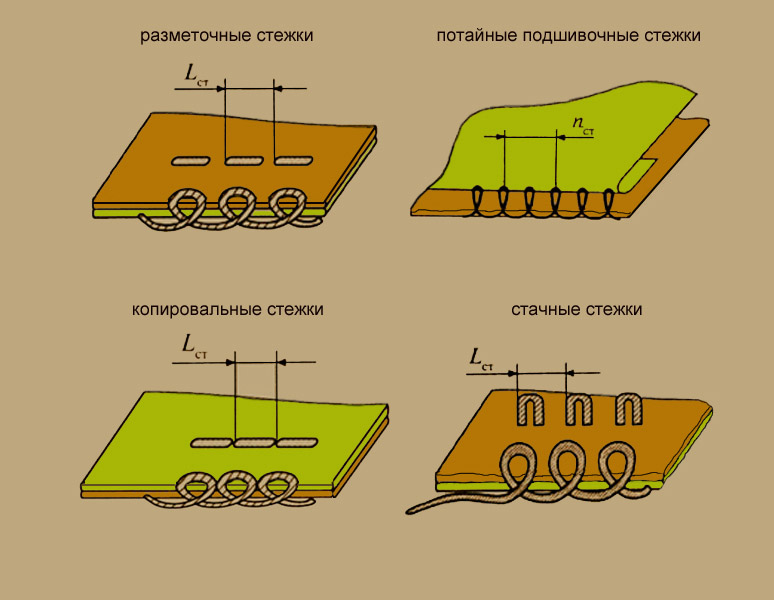 разметочные стежки
потайные подшивочные стежки
Lст
nст
копировальные стежки
стачные стежки
Lст
Lст